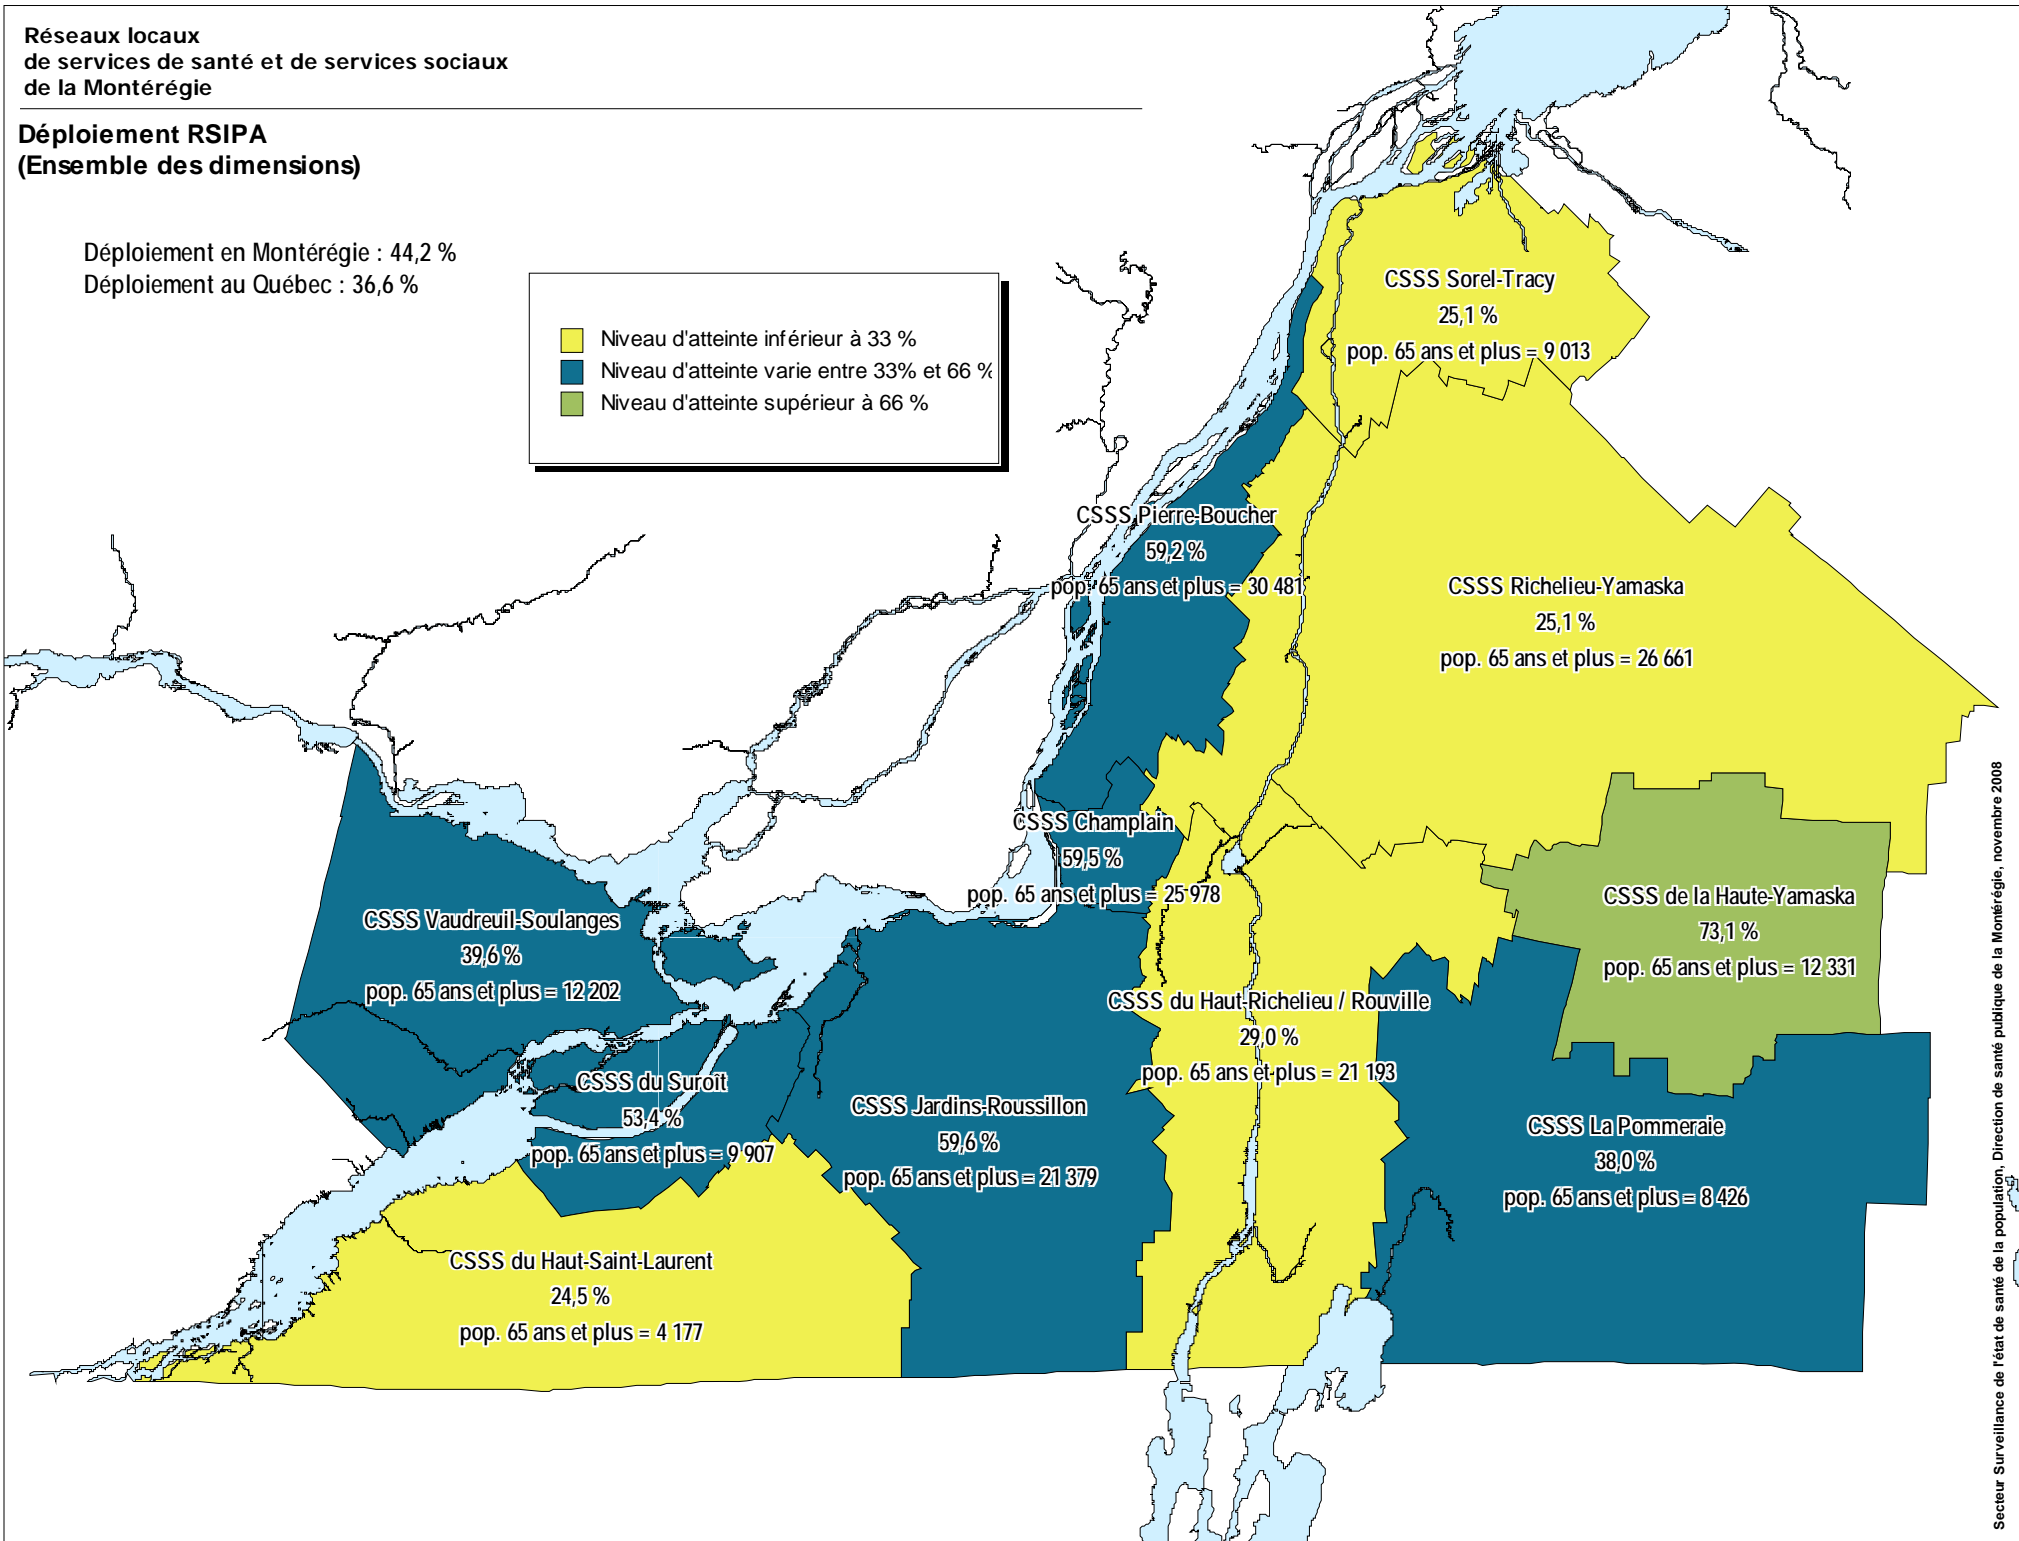 Réseaux locaux
de services de santé et de services sociaux
de la Montérégie
Déploiement RSIPA
(Ensemble des dimensions)
Déploiement en Montérégie : 44,2 %
Déploiement au Québec : 36,6 %
Niveau d'atteinte inférieur à 33 %
Niveau d'atteinte varie entre 33% et 66 %
Niveau d'atteinte supérieur à 66 %
CSSS Sorel-Tracy
25,1 %
pop. 65 ans et plus = 9 013
CSSS Pierre-Boucher
59,2 %
pop. 65 ans et plus = 30 481
CSSS Richelieu-Yamaska
25,1 %
pop. 65 ans et plus = 26 661
CSSS Champlain
59,5 %
pop. 65 ans et plus = 25 978
CSSS de la Haute-Yamaska
73,1 %
pop. 65 ans et plus = 12 331
CSSS Vaudreuil-Soulanges
39,6 %
pop. 65 ans et plus = 12 202
CSSS du Haut-Richelieu / Rouville
29,0 %
pop. 65 ans et plus = 21 193
CSSS du Suroît
53,4 %
pop. 65 ans et plus = 9 907
CSSS Jardins-Roussillon
59,6 %
pop. 65 ans et plus = 21 379
CSSS La Pommeraie
38,0 %
pop. 65 ans et plus = 8 426
CSSS du Haut-Saint-Laurent
24,5 %
pop. 65 ans et plus = 4 177
Secteur Surveillance de l'état de santé de la population, Direction de santé publique de la Montérégie, novembre 2008